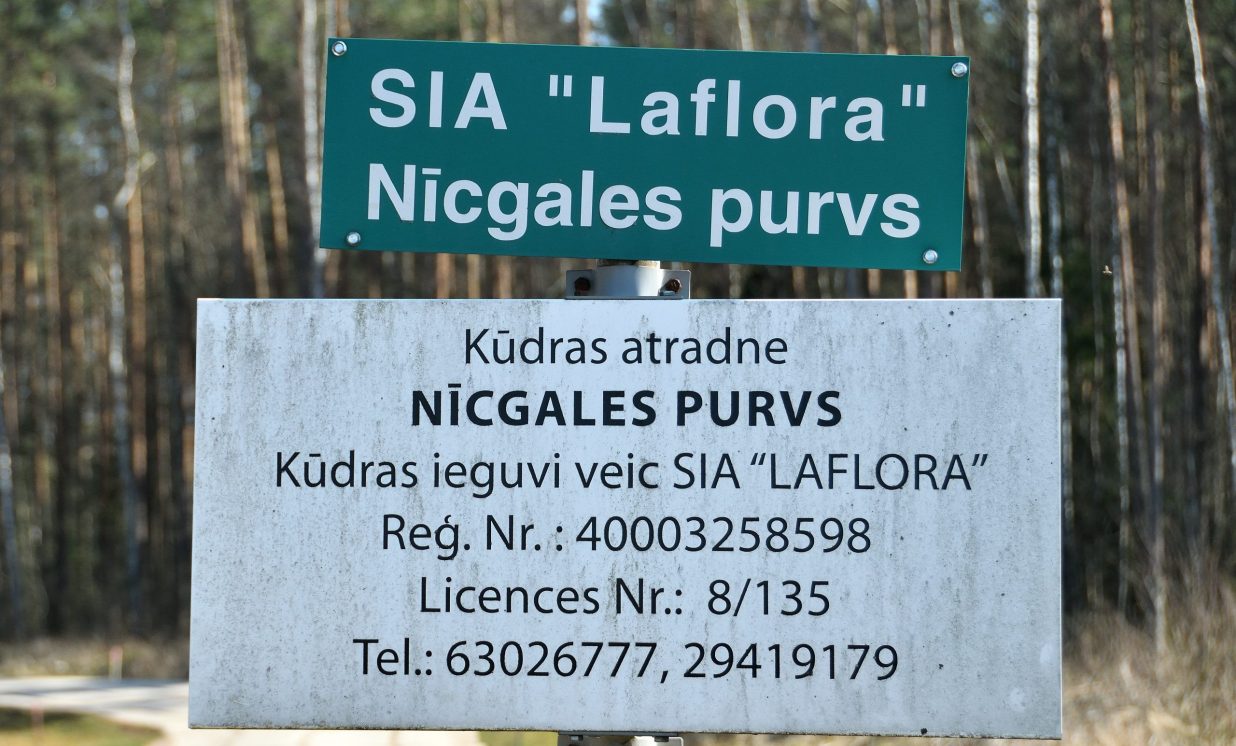 SIA "Laflora"
Nīcgales purvs
Kūdras atradne
NĪCGALES PURVS
Kūdras ieguvi veic SIA “LAFLORA”
Reģ. Nr. : 40003258598
Licences Nr.: 8/135
Tel.: 63026777, 29419179